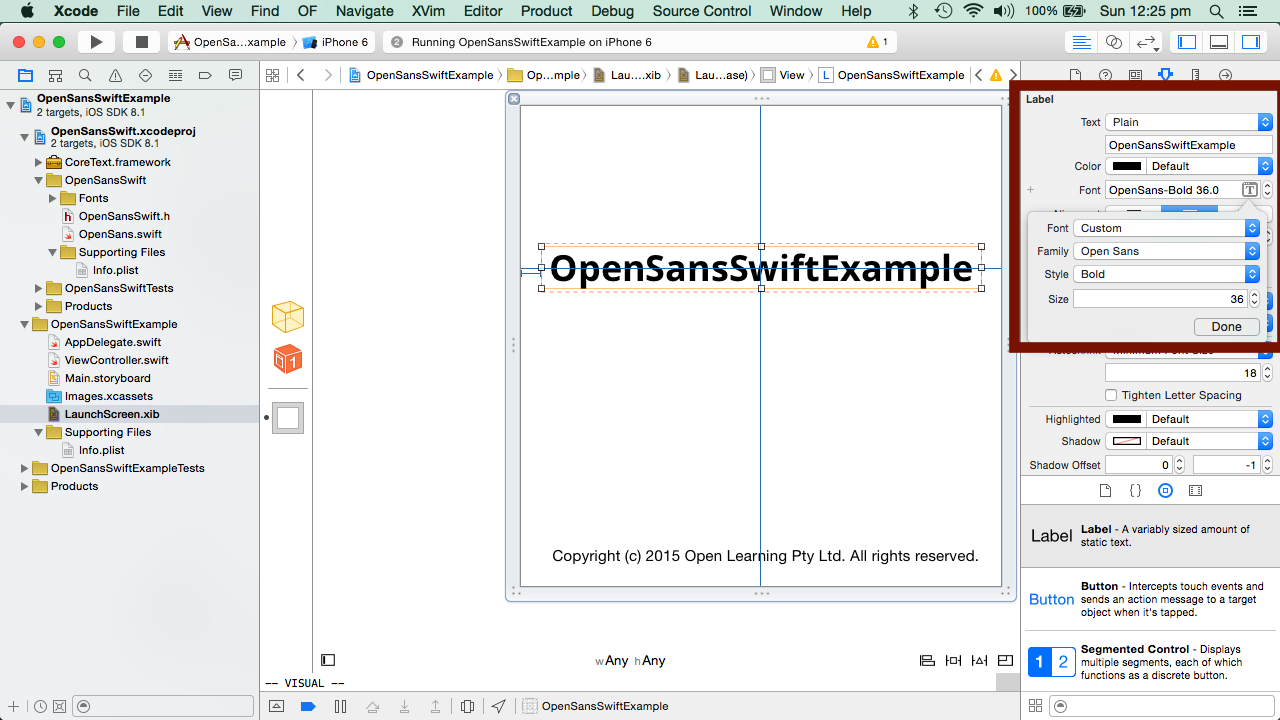 Xcode File Edit View Find OF Navigate XVim Editor Product Debug Source Control Window Help 100% Sun 12:25 pm
OpenSa...xample iPhone 6 2 Running OpenSansSwiftExample on iPhone 6 1
OpenSansSwiftExample Op...mple Lau....xib Lau...ase) View L OpenSansSwiftExample
OpenSansSwiftExample
2 targets, iOS SDK 8.1
OpenSansSwift.xcodeproj
2 targets, iOS SDK 8.1
CoreText.framework
OpenSansSwift
Fonts
h OpenSansSwift.h
OpenSans.swift
Supporting Files
Info.plist
OpenSansSwiftTests
Products
OpenSansSwiftExample
AppDelegate.swift
ViewController.swift
Main.storyboard
Images.xcassets
LaunchScreen.xib
Supporting Files
Info.plist
OpenSansSwiftExampleTests
Products
1
OpenSansSwiftExample
Copyright (c) 2015 Open Learning Pty Ltd. All rights reserved.
wAny hAny
-- VISUAL --
OpenSansSwiftExample
Label
Text Plain
OpenSansSwiftExample
Color Default
+ Font OpenSans-Bold 36.0 T
Font Custom
Family Open Sans
Style Bold
Size 36
Done
18
Tighten Letter Spacing
Highlighted Default
Shadow Default
Shadow Offset 0 -1
{}
Label Label - A variably sized amount of
static text.
Button Button - Intercepts touch events and
sends an action message to a target
object when it's tapped.
1 2 Segmented Control - Displays
multiple segments, each of which
functions as a discrete button.